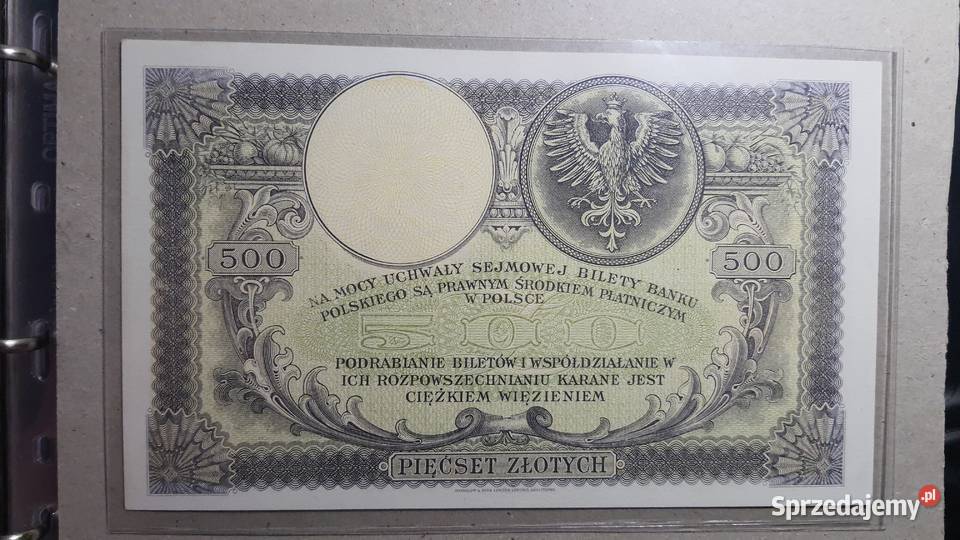 500
500
NA MOCY UCHWAŁY SEJMOWEJ BILETY BANKU
POLSKIEGO SĄ PRAWNYM ŚRODKIEM PŁATNICZYM
W POLSCE
500
PODRABIANIE BILETÓW I WSPÓŁDZIAŁANIE W
ICH ROZPOWSZECHNIANIU KARANE JEST
CIĘŻKIEM WIĘZIENIEM
PIĘĆSET ZŁOTYCH
Sprzedajemy.pl